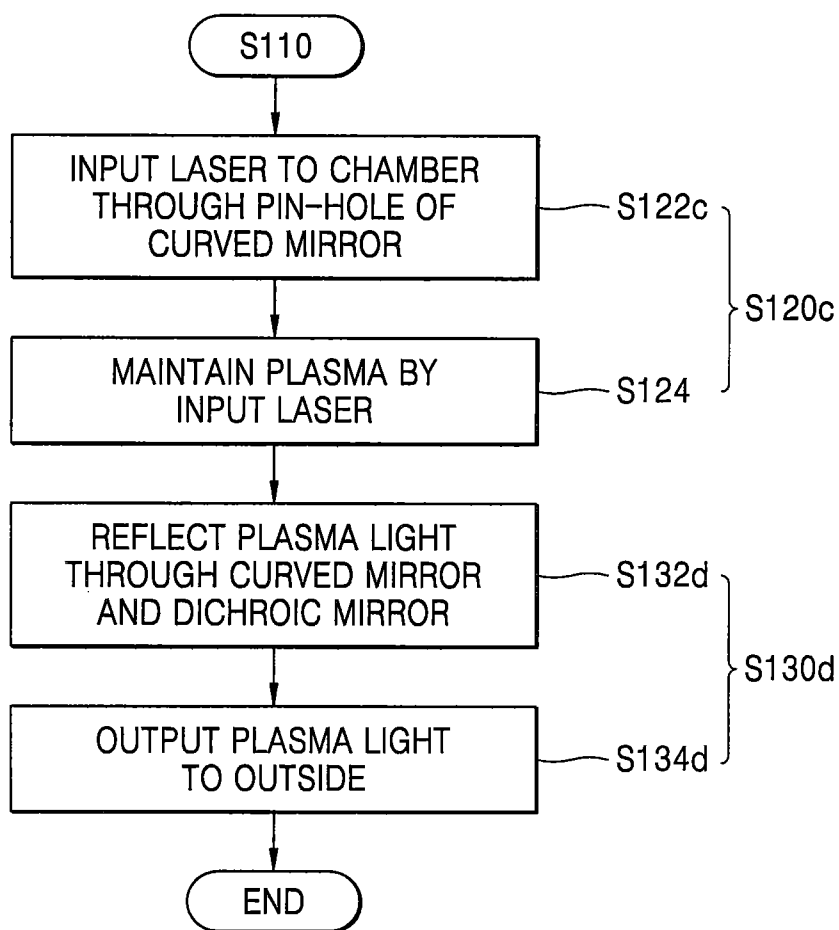 S110
INPUT LASER TO CHAMBER
THROUGH PIN-HOLE OF
CURVED MIRROR
S122c
S120c
MAINTAIN PLASMA BY
INPUT LASER
S124
REFLECT PLASMA LIGHT
THROUGH CURVED MIRROR
AND DICHROIC MIRROR
S132d
S130d
OUTPUT PLASMA LIGHT
TO OUTSIDE
S134d
END